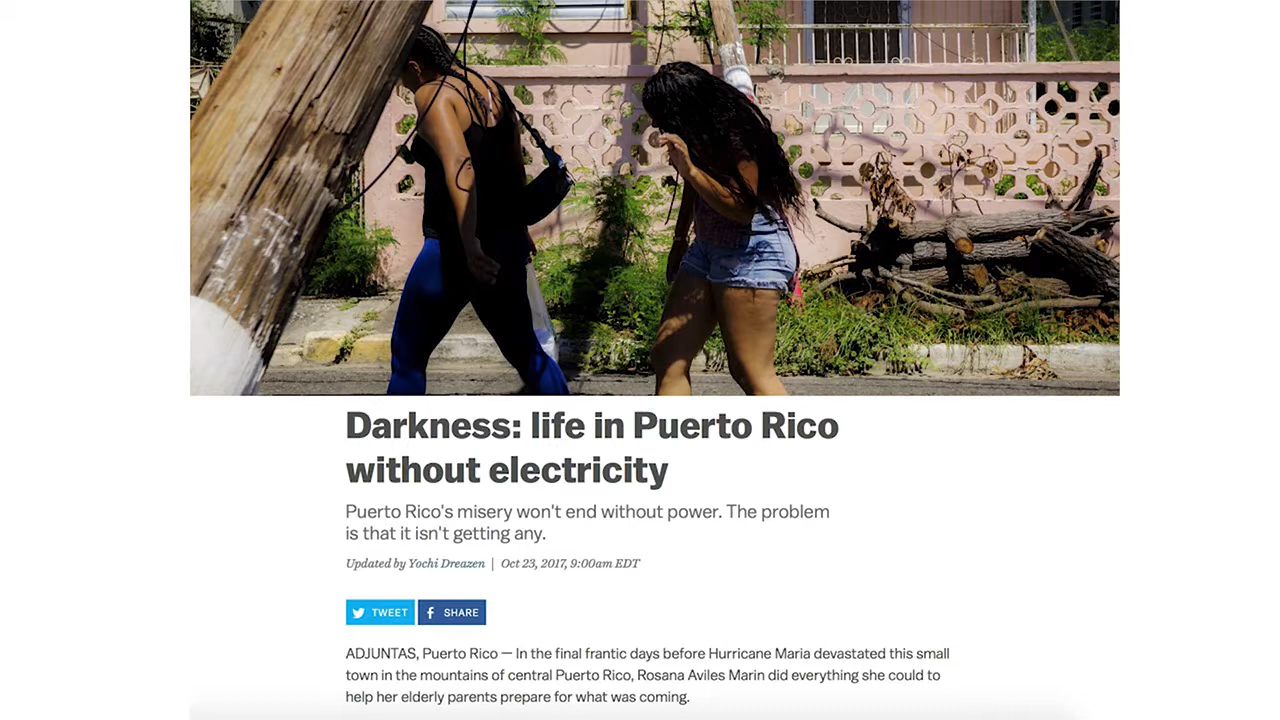 Darkness: life in Puerto Rico
without electricity
Puerto Rico's misery won't end without power. The problem
is that it isn't getting any.
Updated by Yochi Dreazen | Oct 23, 2017, 9:00am EDT
TWEET SHARE
ADJUNTAS, Puerto Rico — In the final frantic days before Hurricane Maria devastated this small
town in the mountains of central Puerto Rico, Rosana Aviles Marin did everything she could to
help her elderly parents prepare for what was coming.